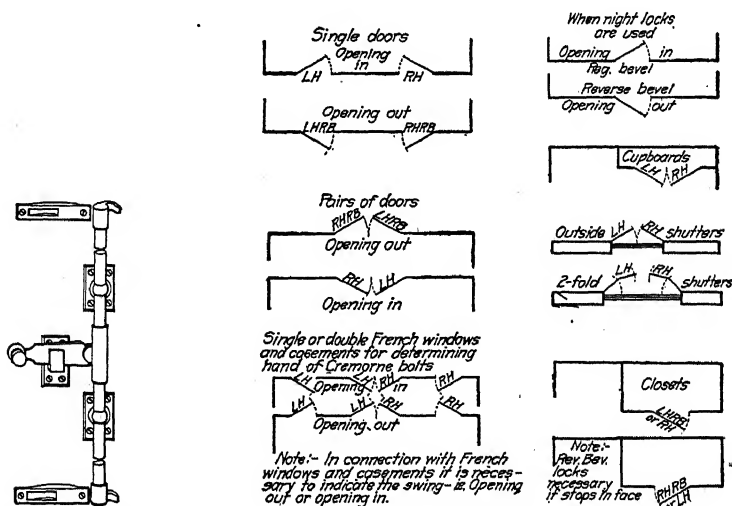 Single doors
Opening
in
LH
RH
Opening out
LHRB
RHRB
Pairs of doors
RHRB
LHRB
Opening out
RH
LH
Opening in
Single or double French windows
and casements for determining
hand of Cremorne bolts
LH
LH
RH
RH
Opening in
LH
LH
RH
RH
Opening out
Note:- In connection with French
windows and casements it is neces-
sary to indicate the swing- i.e. Opening
out or opening in.
When night locks
are used
Opening in
Reg. bevel
Reverse bevel
Opening out
Cupboards
LH
RH
Outside
LH
RH
shutters
2-fold
LH
RH
shutters
Closets
LHRB
or RH
Note:-
Rev. Bev.
locks
necessary
if stops in face
RHRB
or LH